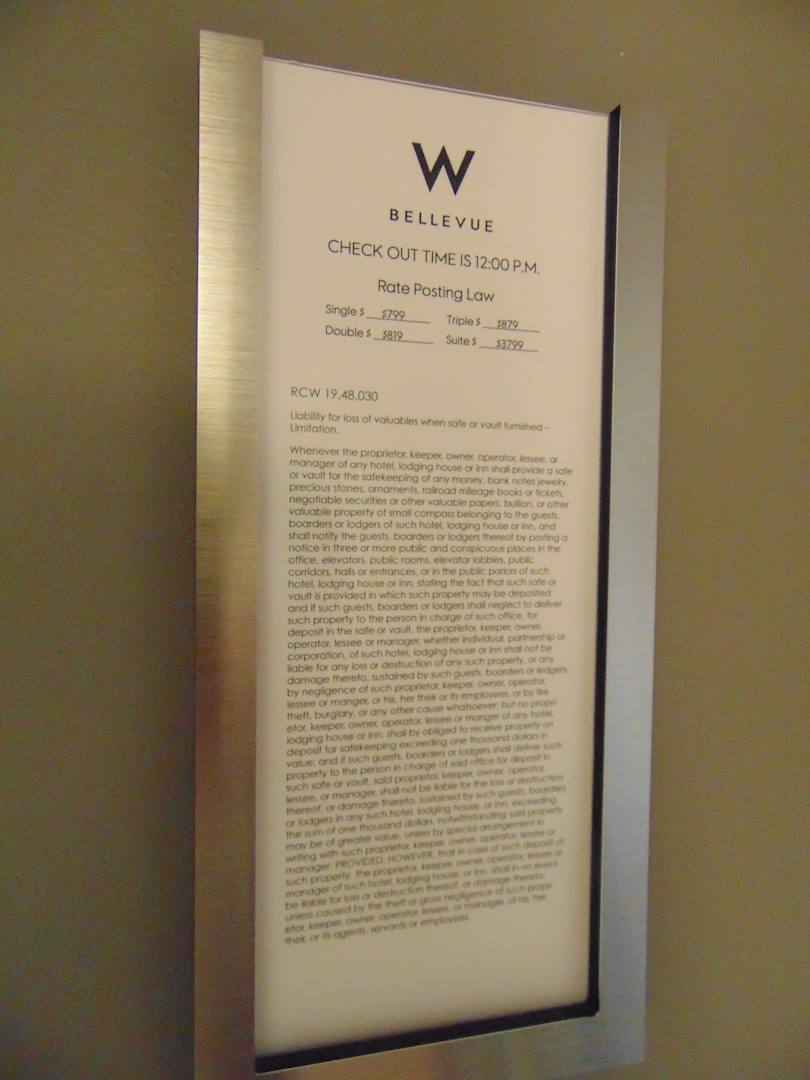 W
BELLEVUE
CHECK OUT TIME IS 12:00 P.M.
Rate Posting Law
Single $ $799 Triple $ $879
Double $ $819 Suite $ $3799
RCW 19.48.030
Liability for loss of valuables when safe or vault furnished –
Limitation.
Whenever the proprietor, keeper, owner, operator, lessee, or
manager of any hotel, lodging house or inn shall provide a safe
or vault for the safekeeping of any money, bank notes jewelry,
precious stones, ornaments, railroad mileage books or tickets,
negotiable securities or other valuable papers, bullion, or other
valuable property of small compass belonging to the guests,
boarders or lodgers of such hotel, lodging house or inn, and
shall notify the guests, boarders or lodgers thereof by posting a
notice in three or more public and conspicuous places in the
office, elevators, public rooms, elevator lobbies, public
corridors, halls or entrances, or in the public parlors of such
hotel, lodging house or inn, stating the fact that such safe or
vault is provided in which such property may be deposited;
and if such guests, boarders or lodgers shall neglect to deliver
such property to the person in charge of such office, for
deposit in the safe or vault, the proprietor, keeper, owner,
operator, lessee or manager, whether individual, partnership or
corporation, of such hotel, lodging house or inn shall not be
liable for any loss or destruction of any such property, or any
damage thereto, sustained by such guests, boarders or lodgers,
by negligence of such proprietor, keeper, owner, operator,
lessee or manger, or his, her their or its employees, or by fire
theft, burglary, or any other cause whatsoever; but no propri-
etor, keeper, owner, operator, lessee or manger of any hotel,
lodging house or inn, shall by obliged to receive property on
deposit for safekeeping exceeding one thousand dollars in
value; and if such guests, boarders or lodgers shall deliver such
property to the person in charge of said office for deposit in
such safe or vault, said proprietor, keeper, owner, operator,
lessee, or manager, shall not be liable for the loss or destruction
thereof, or damage thereto, sustained by such guests, boarders
or lodgers in any such hotel, lodging house, or inn, exceeding
the sum of one thousand dollars, notwithstanding said property
may be of greater value, unless by special arrangement in
writing with such proprietor, keeper, owner, operator, lessee or
manager: PROVIDED, HOWEVER, that in case of such deposit of
such property, the proprietor, keeper, owner, operator, lessee or
manager of such hotel, lodging house, or inn, shall in no event
be liable for loss or destruction thereof, or damage thereto,
unless caused by the theft or gross negligence of such propri-
etor, keeper, owner, operator, lessee, or manager, of his, her
their, or its agents, servants or employees.